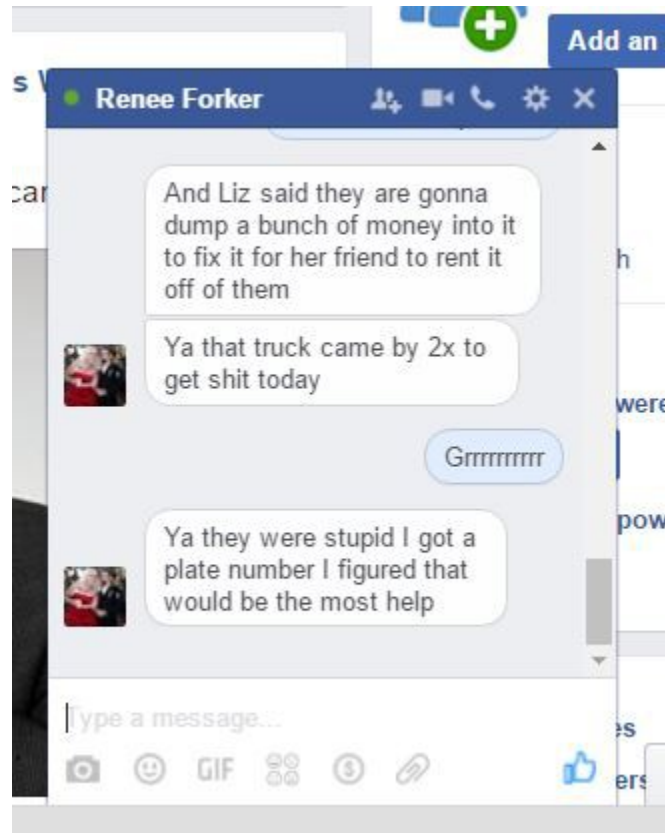 Add an
s
Renee Forker
And Liz said they are gonna
dump a bunch of money into it
to fix it for her friend to rent it
off of them
Ya that truck came by 2x to
get shit today
Grrrrrrrrrr
Ya they were stupid I got a
plate number I figured that
would be the most help
Type a message...
GIF
car
h
were
pow
es
ers